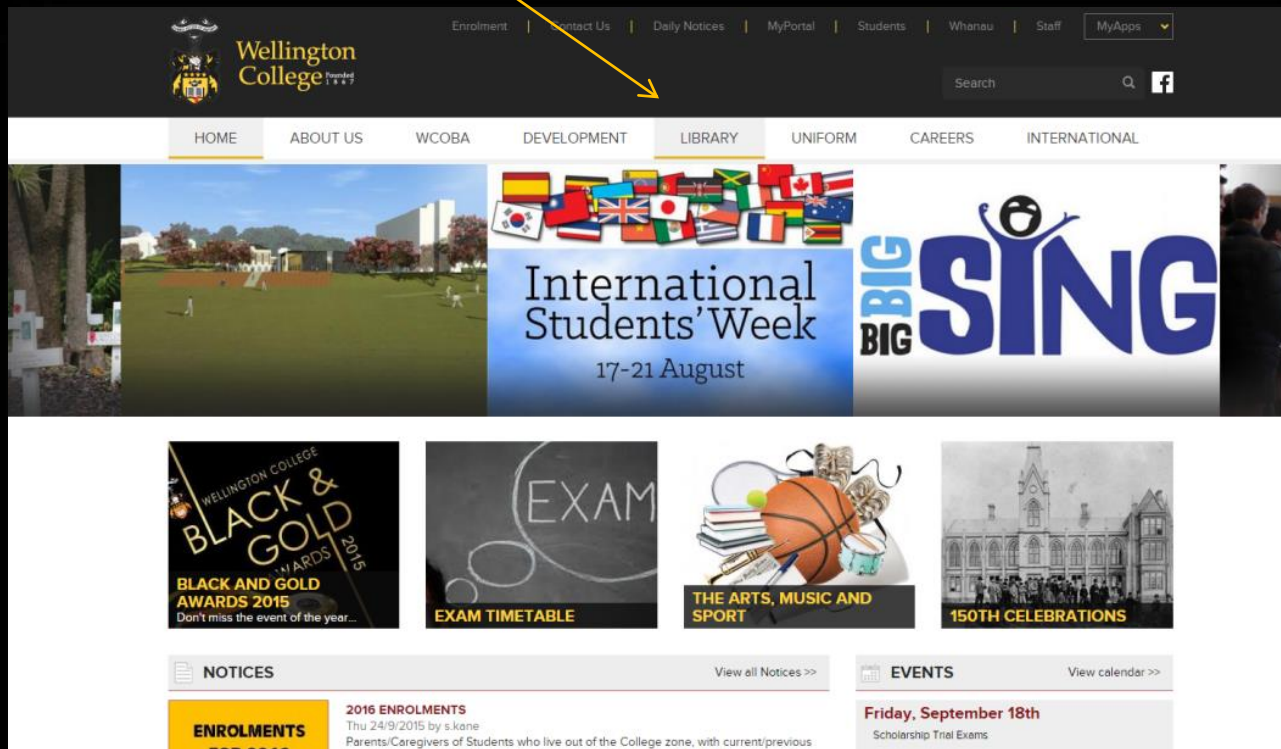 Enrolment | Contact Us | Daily Notices | MyPortal | Students | Whanau | Staff MyApps
Wellington
College Founded
1867
Search
f
HOME ABOUT US WCOBA DEVELOPMENT LIBRARY UNIFORM CAREERS INTERNATIONAL
International
Students' Week
17-21 August
BIG BIG SING
WELLINGTON COLLEGE
BLACK &
GOLD
AWARDS 2015
BLACK AND GOLD
AWARDS 2015
Don't miss the event of the year...
EXAM
EXAM TIMETABLE
THE ARTS, MUSIC AND
SPORT
150TH CELEBRATIONS
NOTICES View all Notices >>
EVENTS View calendar >>
ENROLMENTS
FOR 2016
2016 ENROLMENTS
Thu 24/9/2015 by s.kane
Parents/Caregivers of Students who live out of the College zone, with current/previous
Friday, September 18th
Scholarship Trial Exams